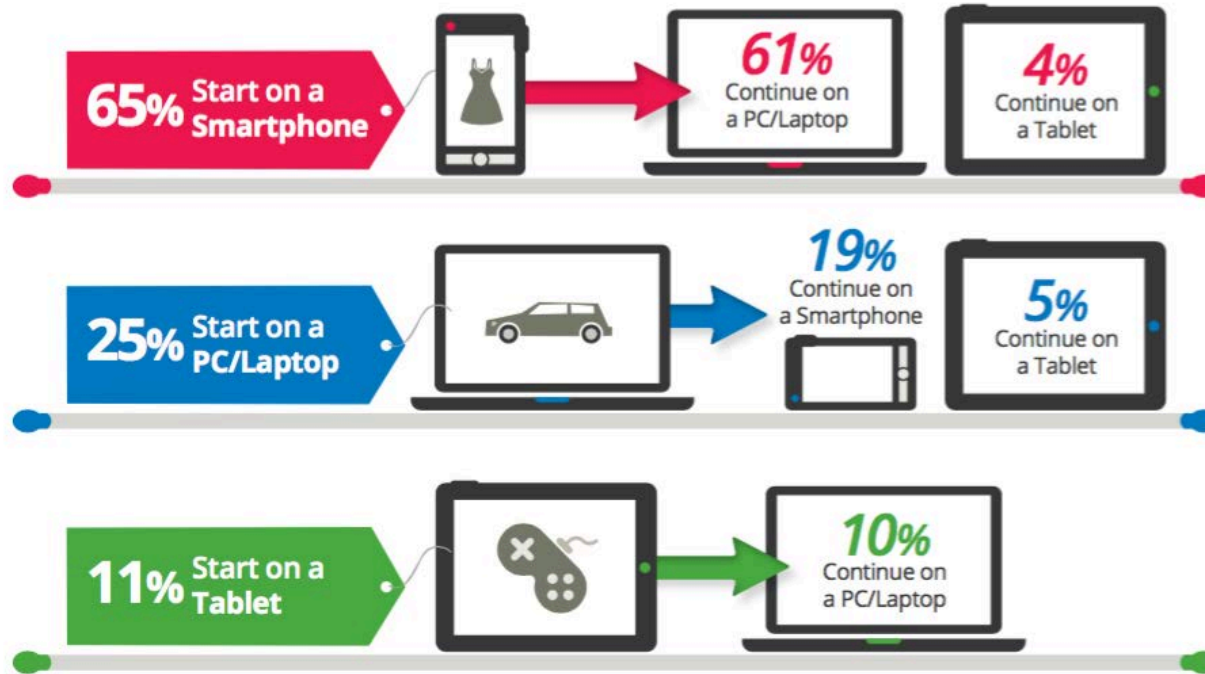 65% Start on a
Smartphone
61%
Continue on
a PC/Laptop
4%
Continue on
a Tablet
25% Start on a
PC/Laptop
19%
Continue on
a Smartphone
5%
Continue on
a Tablet
11% Start on a
Tablet
10%
Continue on
a PC/Laptop